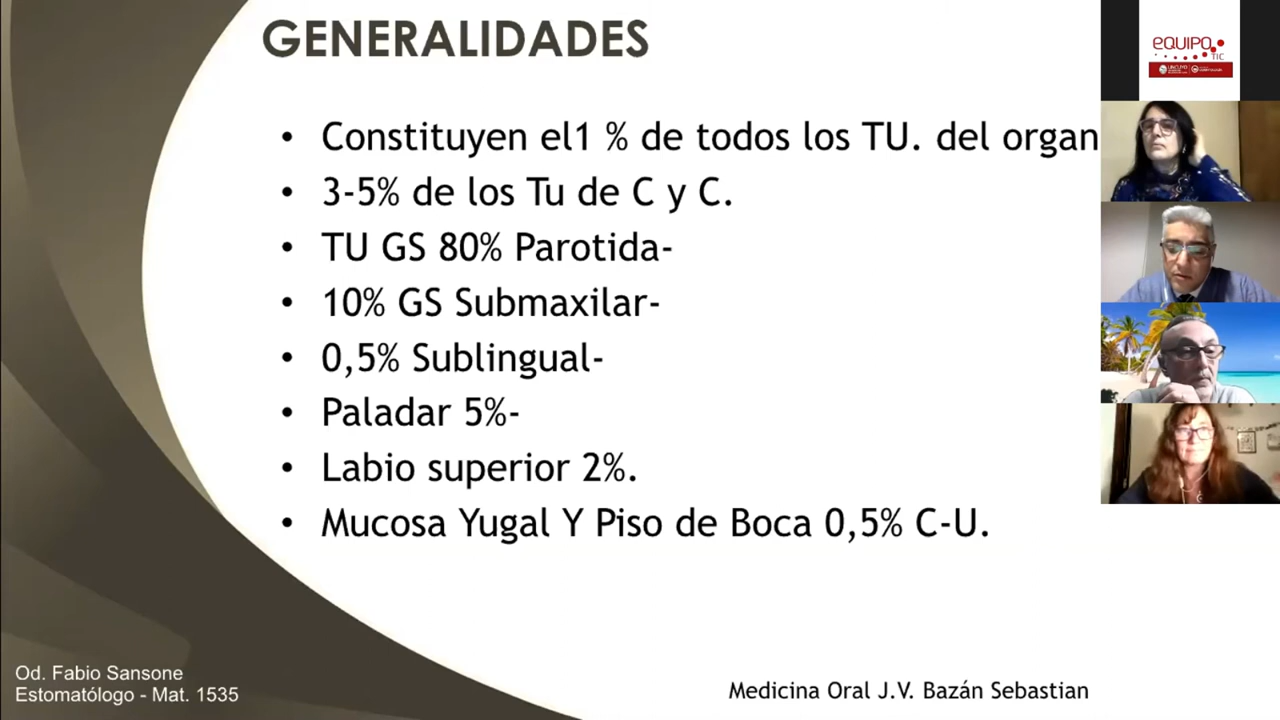 GENERALIDADES
• Constituyen el1 % de todos los TU. del organ
• 3-5% de los Tu de C y C.
• TU GS 80% Parotida-
• 10% GS Submaxilar-
• 0,5% Sublingual-
• Paladar 5%-
• Labio superior 2%.
• Mucosa Yugal Y Piso de Boca 0,5% C-U.
Od. Fabio Sansone
Estomatólogo - Mat. 1535
Medicina Oral J.V. Bazán Sebastian
eQUIPO
TIC